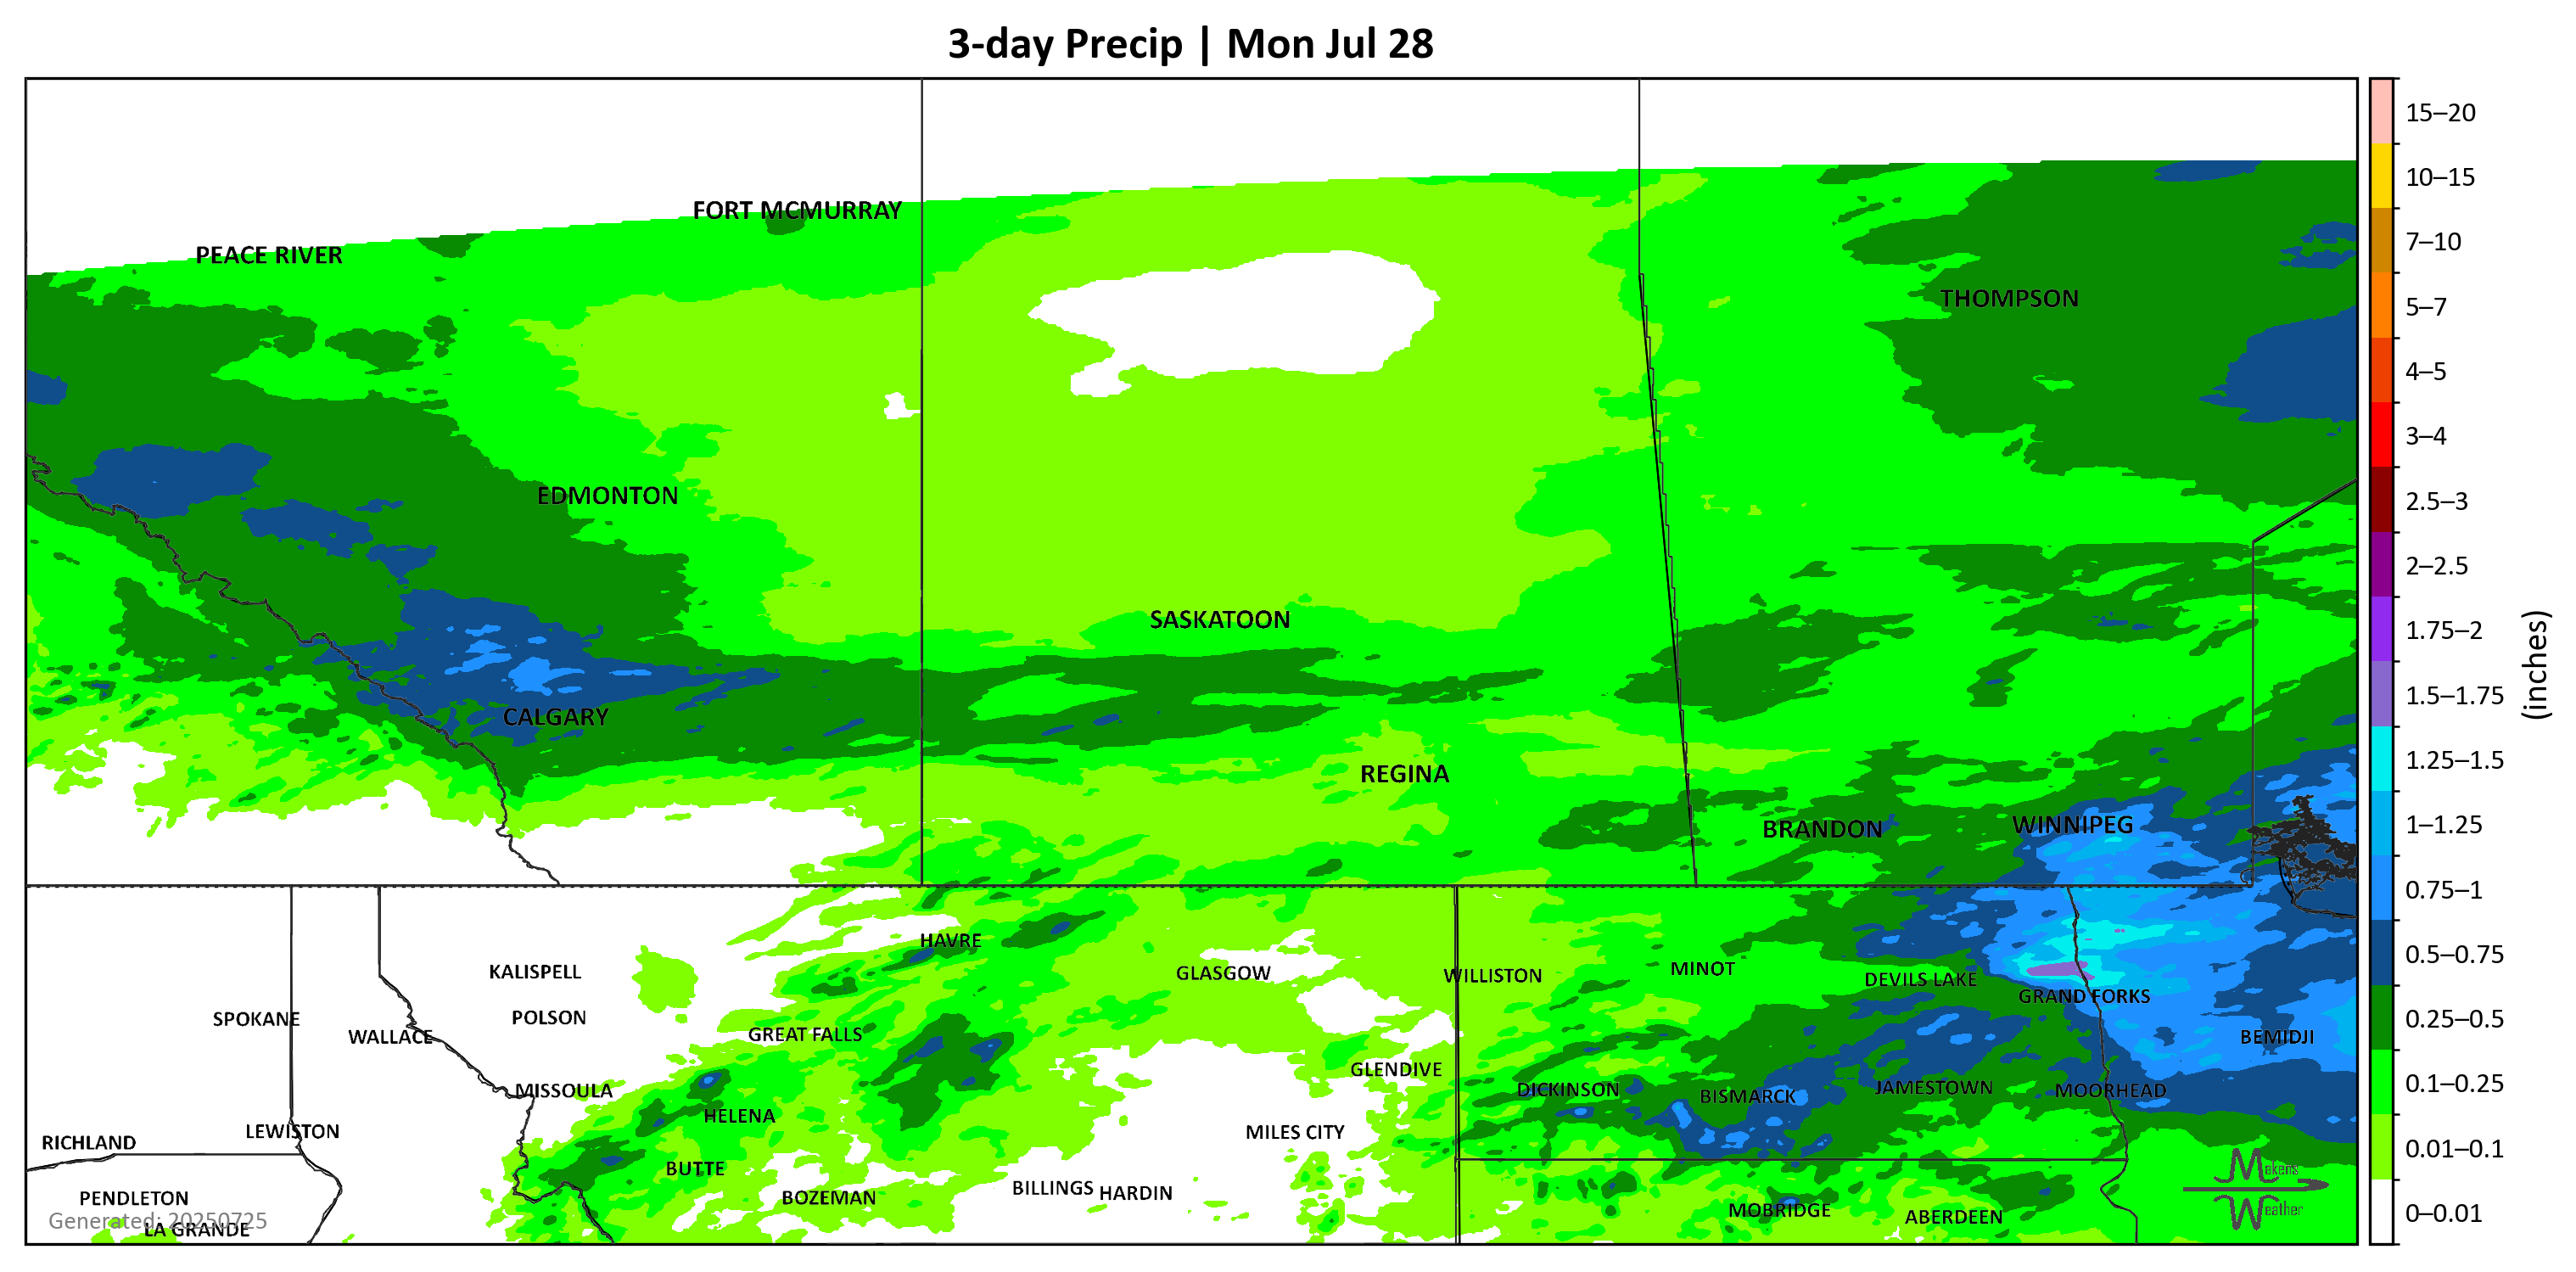 3-day Precip | Mon Jul 28
15–20
10–15
7–10
5–7
4–5
3–4
2.5–3
2–2.5
1.75–2
1.5–1.75
1.25–1.5
1–1.25
0.75–1
0.5–0.75
0.25–0.5
0.1–0.25
0.01–0.1
0–0.01
(inches)
FORT MCMURRAY
PEACE RIVER
THOMPSON
EDMONTON
SASKATOON
CALGARY
REGINA
WINNIPEG
BRANDON
HAVRE
MINOT
KALISPELL
GLASGOW
WILLISTON
DEVILS LAKE
GRAND FORKS
SPOKANE
POLSON
GREAT FALLS
WALLACE
BEMIDJI
GLENDIVE
MISSOULA
DICKINSON
BISMARCK
JAMESTOWN
MOORHEAD
HELENA
LEWISTON
MILES CITY
RICHLAND
BUTTE
BILLINGS
HARDIN
PENDLETON
BOZEMAN
MOBRIDGE
ABERDEEN
Generated: 20250725
LA GRANDE
Makens
Weather